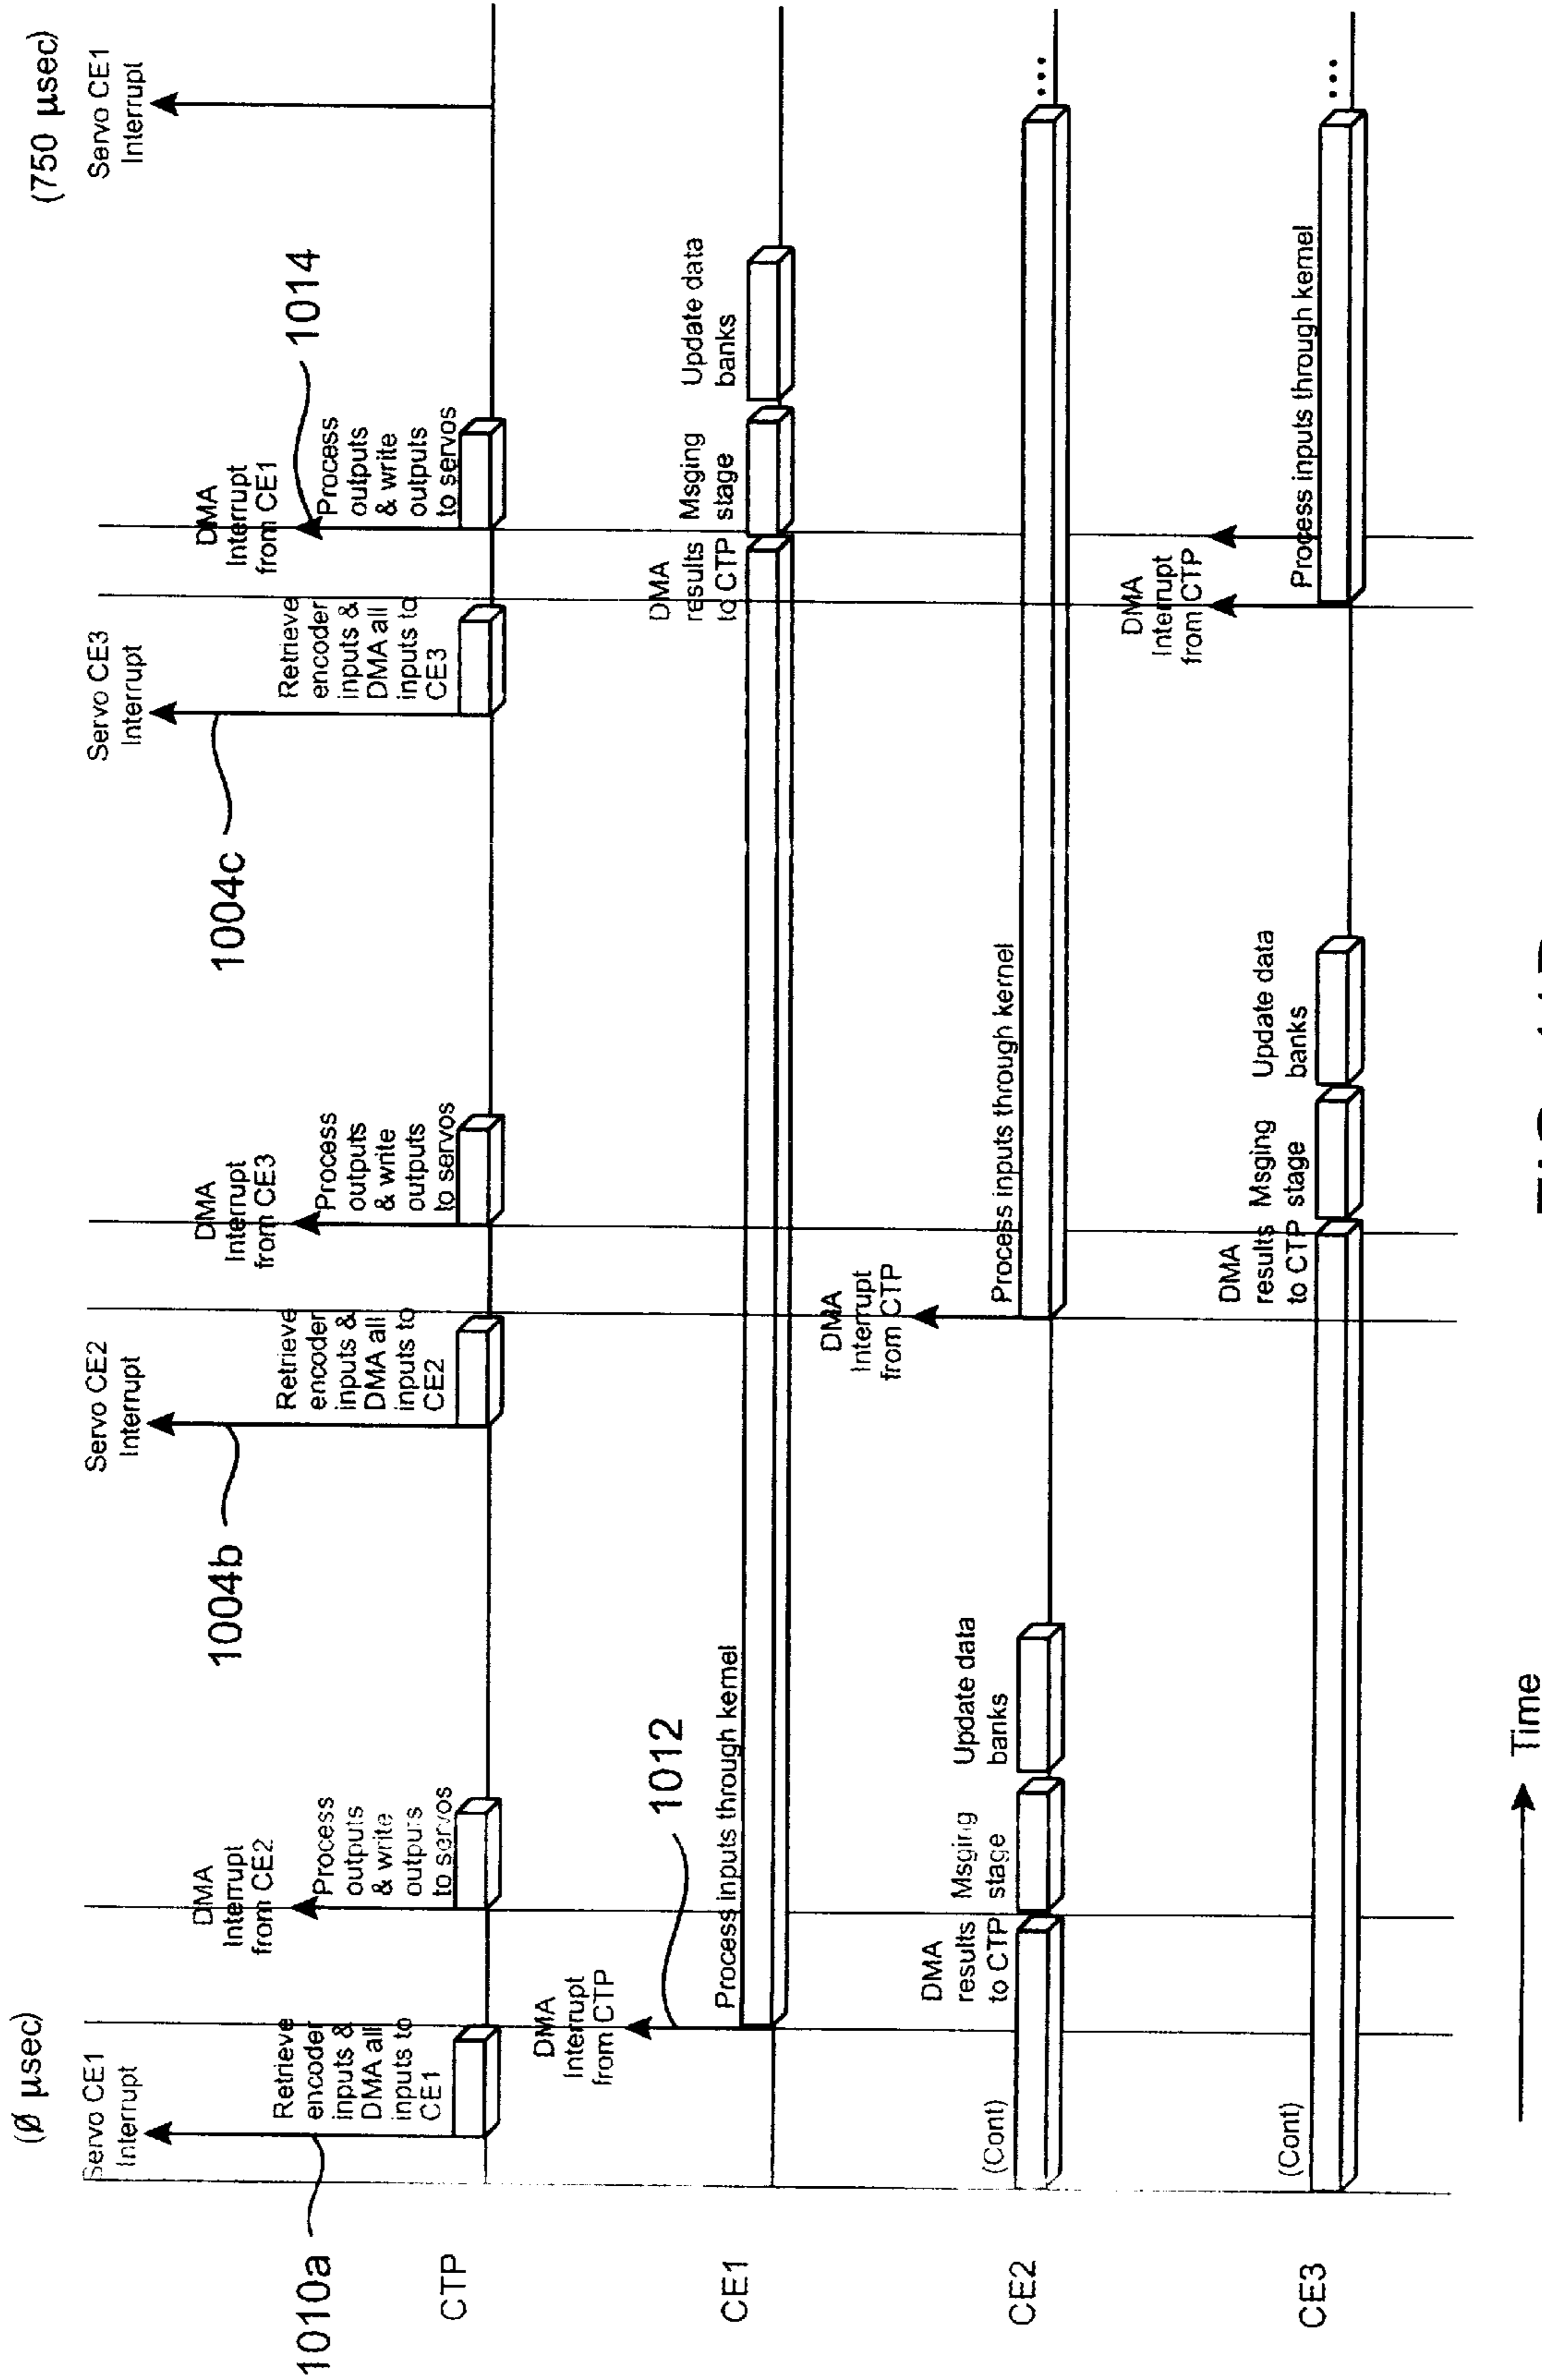 (Ø µsec)
(750 µsec)
Servo CE1
Interrupt
Servo CE2
Interrupt
Servo CE3
Interrupt
Servo CE1
Interrupt
1010a
1004b
1004c
1014
DMA
Interrupt
from CE2
DMA
Interrupt
from CE3
DMA
Interrupt
from CE1
CTP
Retrieve
encoder
inputs &
DMA all
inputs to
CE1
Process
outputs
& write
outputs
to servos
Retrieve
encoder
inputs &
DMA all
inputs to
CE2
Process
outputs
& write
outputs
to servos
Retrieve
encoder
inputs &
DMA all
inputs to
CE3
Process
outputs
& write
outputs
to servos
CE1
DMA
Interrupt
from CTP
1012
Process inputs through kernel
DMA
results
to CTP
Msging
stage
Update data
banks
CE2
(Cont)
DMA
results
to CTP
Msging
stage
Update data
banks
DMA
Interrupt
from CTP
Process inputs through kernel
...
CE3
(Cont)
DMA
results
to CTP
Msging
stage
Update data
banks
DMA
Interrupt
from CTP
Process inputs through kernel
...
Time